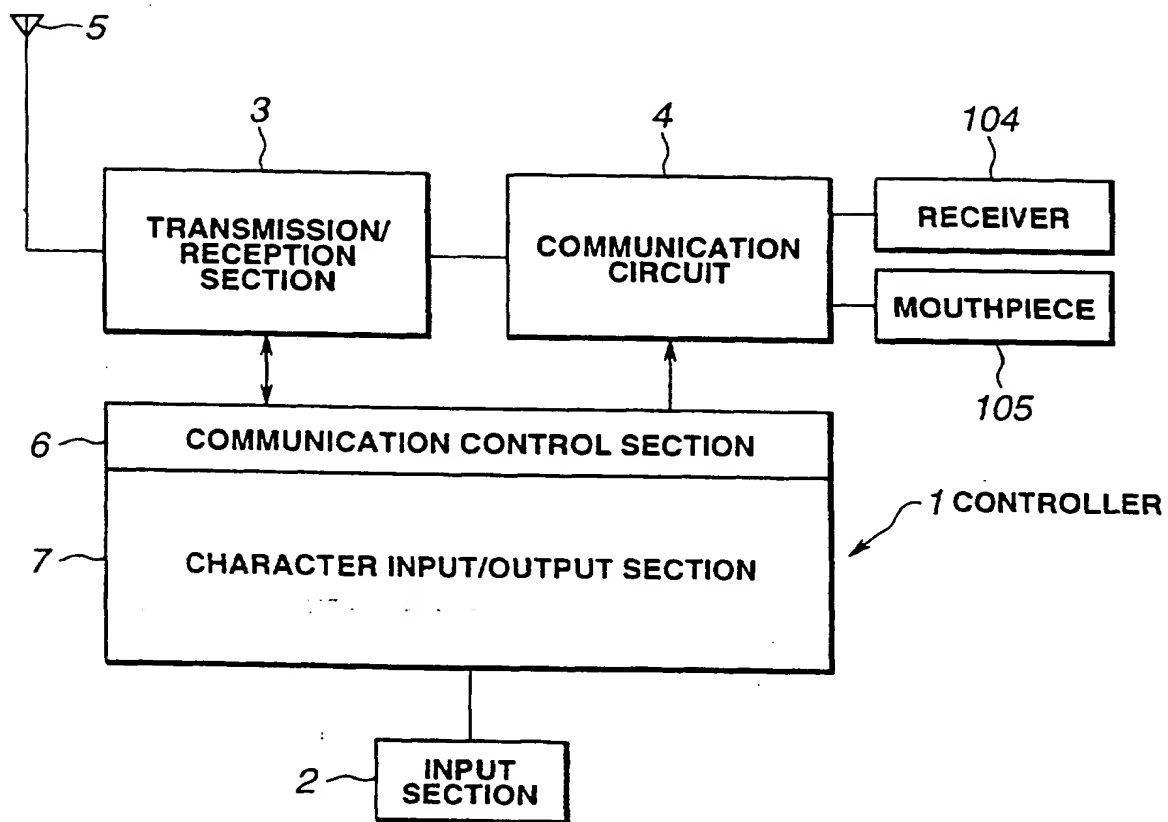 5
3
4
104
TRANSMISSION/
RECEPTION
SECTION
COMMUNICATION
CIRCUIT
RECEIVER
MOUTHPIECE
105
6
COMMUNICATION CONTROL SECTION
1 CONTROLLER
7
CHARACTER INPUT/OUTPUT SECTION
2
INPUT
SECTION